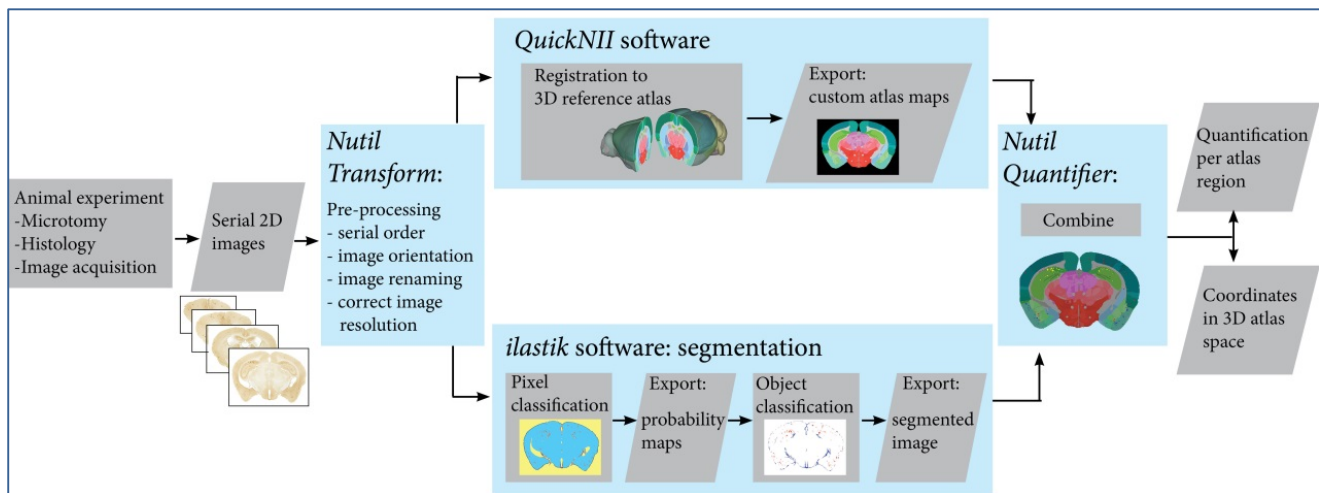 Animal experiment
-Microtomy
-Histology
-Image acquisition
Serial 2D
images
Nutil
Transform:
Pre-processing
- serial order
- image orientation
- image renaming
- correct image
resolution
QuickNII software
Registration to
3D reference atlas
Export:
custom atlas maps
ilastik software: segmentation
Pixel
classification
Export:
probability
maps
Object
classification
Export:
segmented
image
Nutil
Quantifier:
Combine
Quantification
per atlas
region
Coordinates
in 3D atlas
space